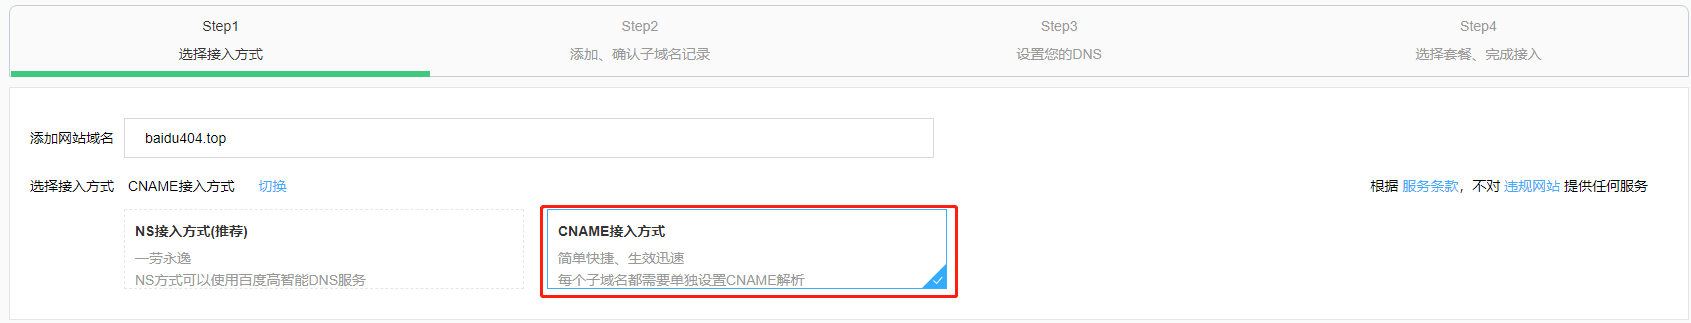 Step1
Step2
Step3
Step4
选择接入方式
添加、确认子域名记录
设置您的DNS
选择套餐、完成接入
添加网站域名 baidu404.top
选择接入方式 CNAME接入方式 切换 根据 服务条款，不对 违规网站 提供任何服务
NS接入方式(推荐)
一劳永逸
NS方式可以使用百度高智能DNS服务
CNAME接入方式
简单快捷、生效迅速
每个子域名都需要单独设置CNAME解析